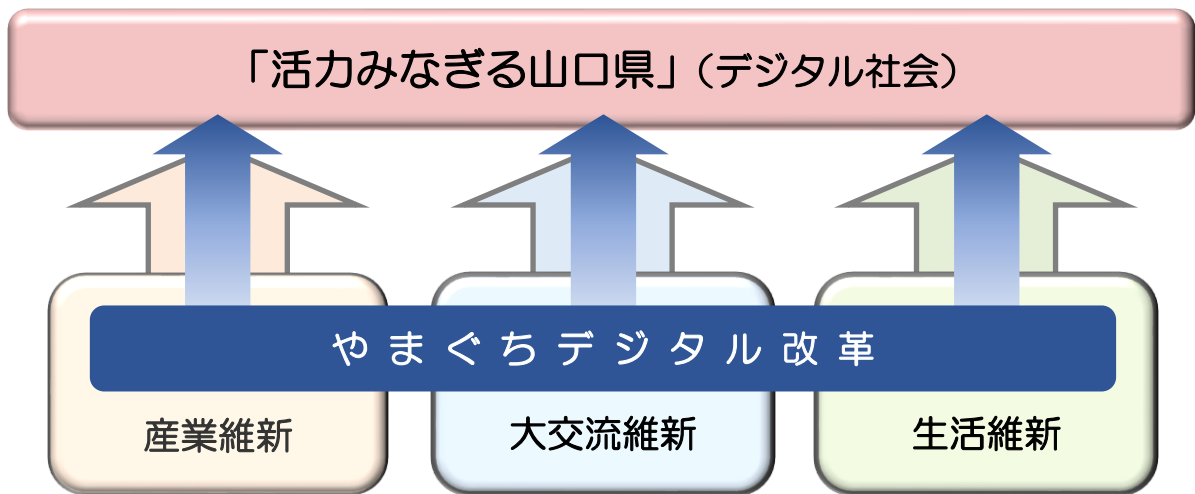 「活力みなぎる山口県」（デジタル社会）
やまぐちデジタル改革
産業維新
大交流維新
生活維新